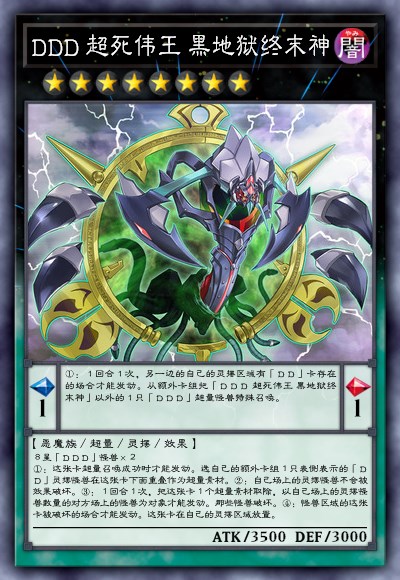 DDD 超死伟王 黑地狱终末神
やみ
闇
①：1回合1次，另一边的自己的灵摆区域有「DD」卡存在
的场合才能发动。从额外卡组把「DDD 超死伟王 黑地狱终
末神」以外的1只「DDD」超量怪兽特殊召唤。
1
1
【恶魔族／超量／灵摆／效果】
8星「DDD」怪兽×2
①：这张卡超量召唤成功时才能发动。选自己的额外卡组1只表侧表示的「D
D」灵摆怪兽在这张卡下面重叠作为超量素材。②：自己场上的灵摆怪兽不会被
效果破坏。③：1回合1次，把这张卡1个超量素材取除，以自己场上的灵摆怪
兽数量的对方场上的怪兽为对象才能发动。那些怪兽破坏。④：怪兽区域的这张
卡被破坏的场合才能发动。这张卡在自己的灵摆区域放置。
ATK/3500 DEF/3000